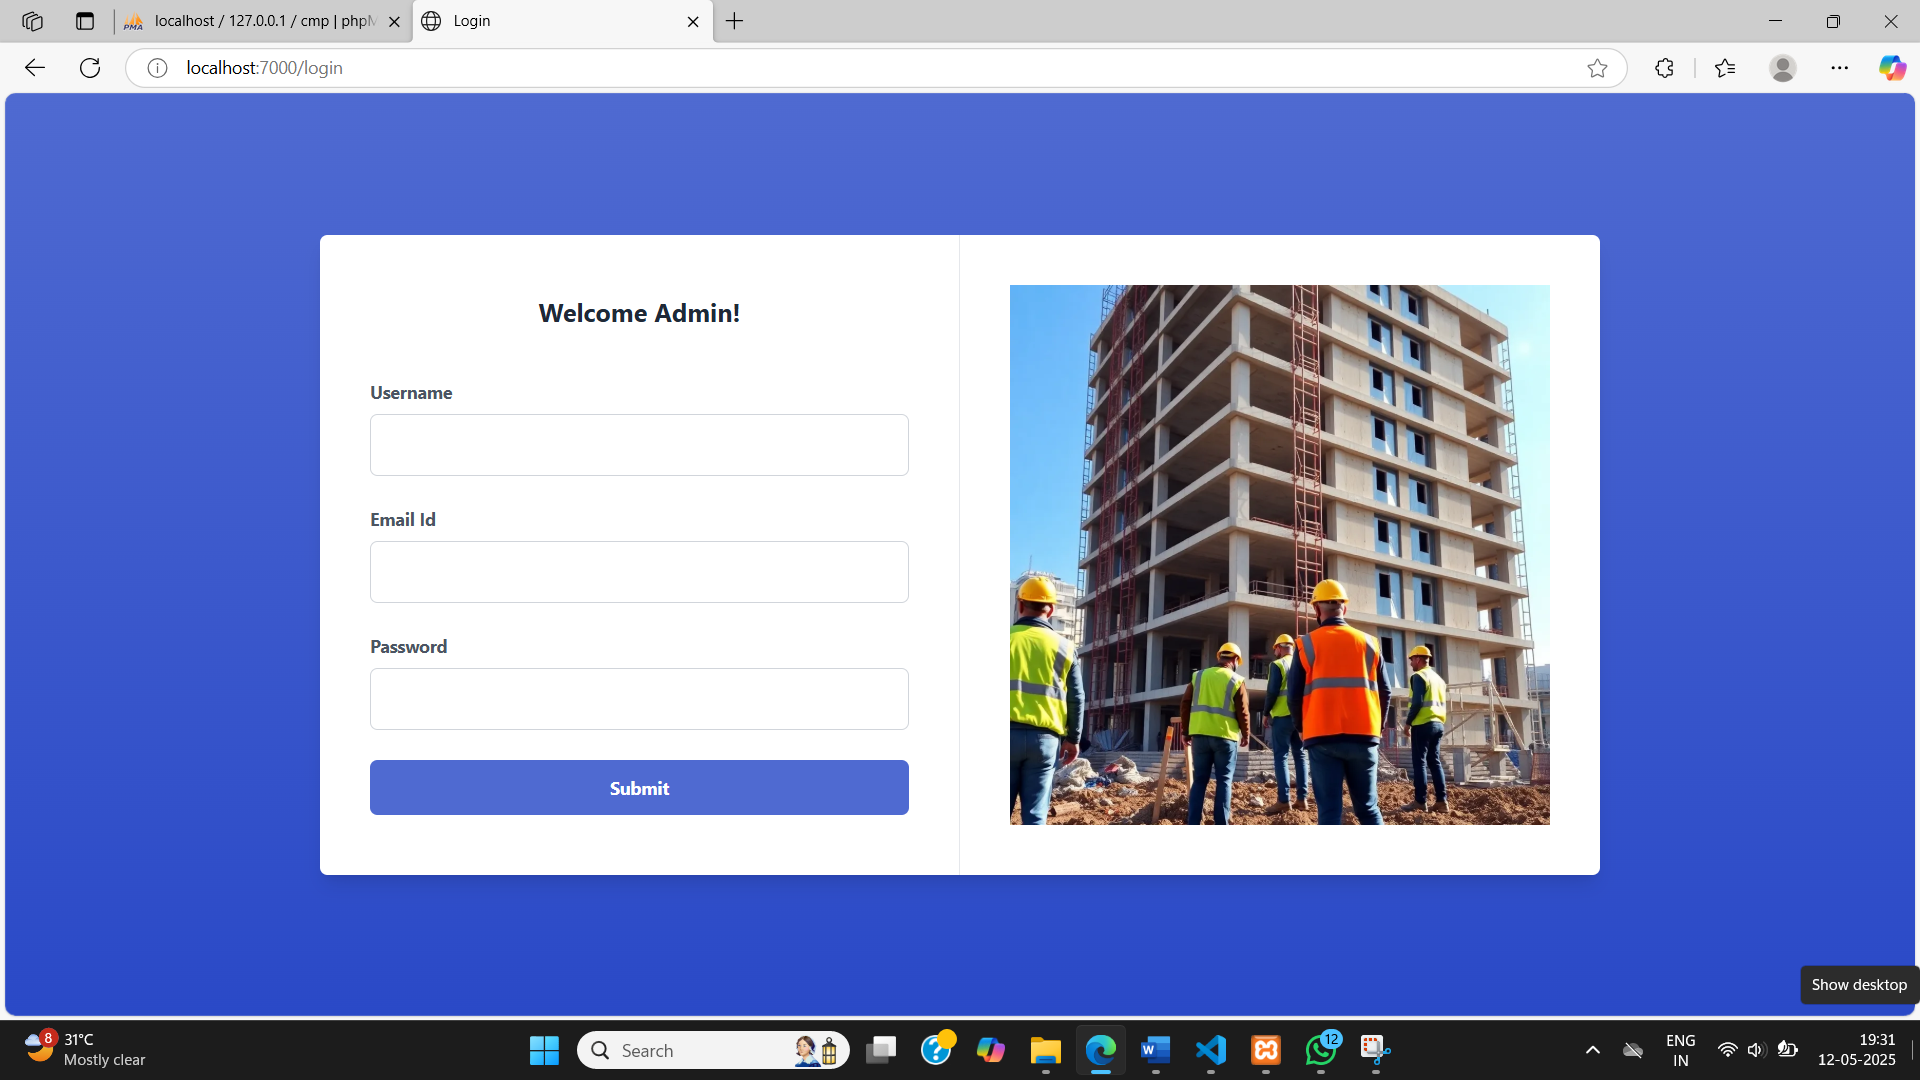 PMA localhost / 127.0.0.1 / cmp | phpM
Login
localhost:7000/login
Welcome Admin!
Username
Email Id
Password
Submit
Show desktop
8
31°C
Mostly clear
Search
W
12
ENG
IN
19:31
12-05-2025